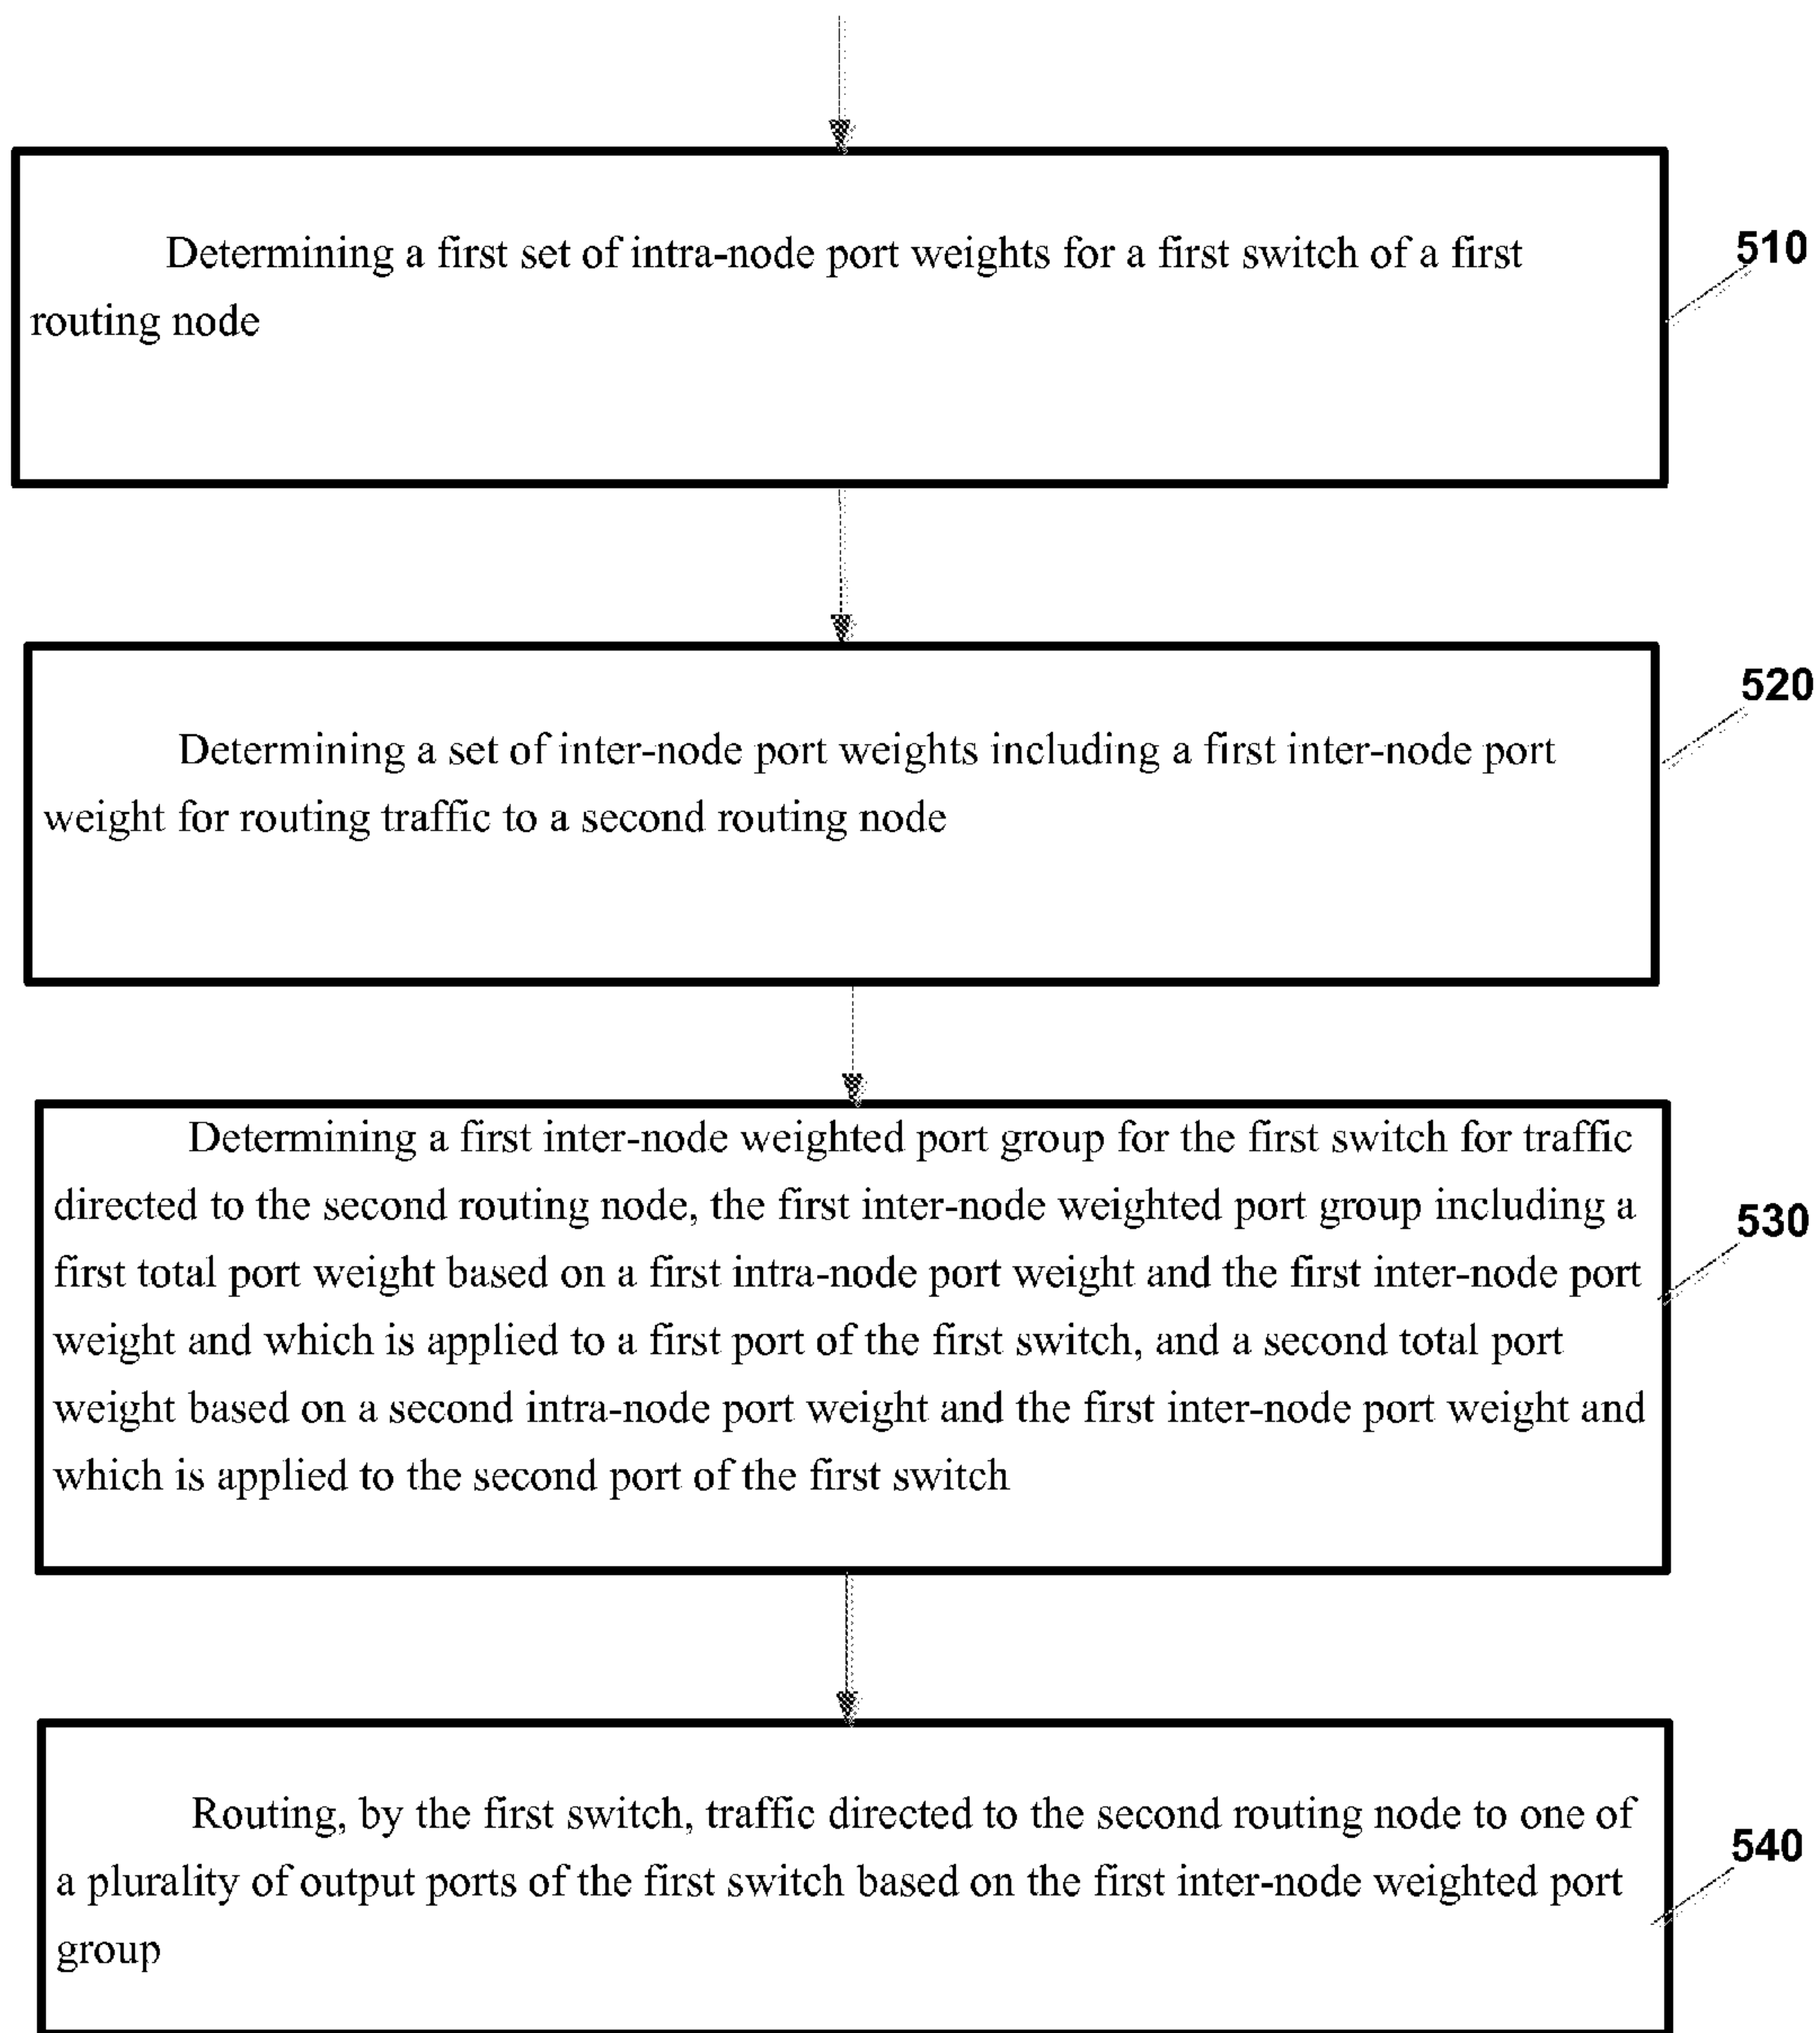 Determining a first set of intra-node port weights for a first switch of a first
routing node
510
Determining a set of inter-node port weights including a first inter-node port
weight for routing traffic to a second routing node
520
Determining a first inter-node weighted port group for the first switch for traffic
directed to the second routing node, the first inter-node weighted port group including a
first total port weight based on a first intra-node port weight and the first inter-node port
weight and which is applied to a first port of the first switch, and a second total port
weight based on a second intra-node port weight and the first inter-node port weight and
which is applied to the second port of the first switch
530
Routing, by the first switch, traffic directed to the second routing node to one of
a plurality of output ports of the first switch based on the first inter-node weighted port
group
540